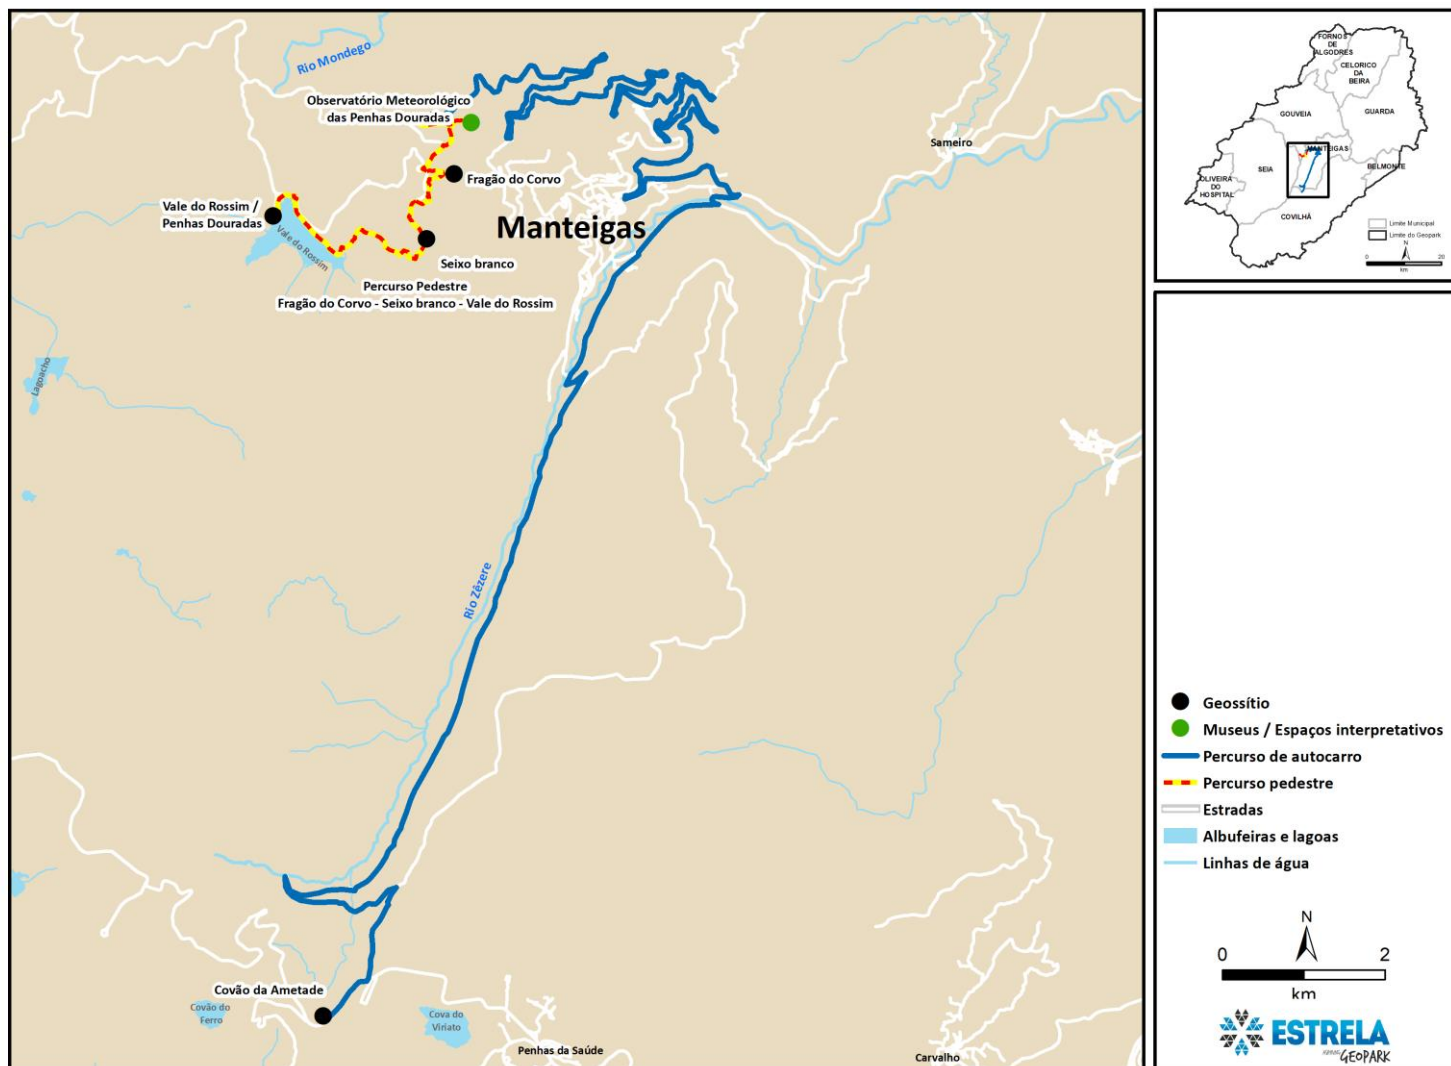 Rio Mondego
Observatório Meteorológico
das Penhas Douradas
Sameiro
Fragão do Corvo
Vale do Rossim /
Penhas Douradas
Vale do Rossim
Manteigas
Seixo branco
Percurso Pedestre
Fragão do Corvo - Seixo branco - Vale do Rossim
Lagoacho
Rio Zêzere
Covão da Ametade
Covão do
Ferro
Cova do
Viriato
Penhas da Saúde
Carvalho
FORNOS
DE
ALGODRES
CELORICO
DA
BEIRA
GOUVEIA
GUARDA
MANTEIGAS
SEIA
BELMONTE
OLIVEIRA
DO
HOSPITAL
COVILHÃ
Limite Municipal
Limite do Geopark
N
0 20
km
Geossítio
Museus / Espaços interpretativos
Percurso de autocarro
Percurso pedestre
Estradas
Albufeiras e lagoas
Linhas de água
N
0 2
km
ESTRELA
GEOPARK